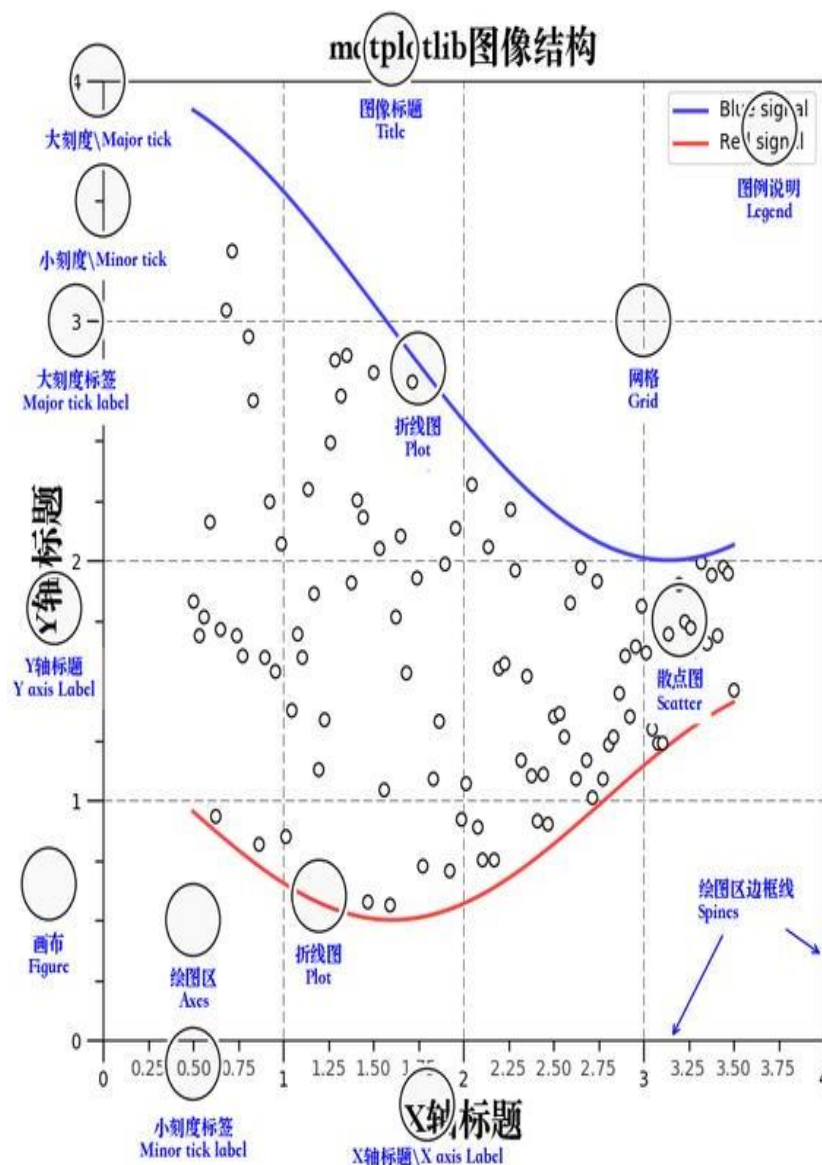 matplotlib图像结构
图像标题
Title
4
大刻度\Major tick
Blue signal
Red signal
图例说明
Legend
小刻度\Minor tick
3
大刻度标签
Major tick label
网格
Grid
折线图
Plot
Y轴标题
2
Y轴标题
Y axis Label
散点图
Scatter
1
绘图区边框线
Spines
画布
Figure
绘图区
Axes
折线图
Plot
0
0 0.25 0.50 0.75 1 1.25 1.50 1.75 2 2.25 2.50 2.75 3 3.25 3.50 3.75 4
X轴标题
小刻度标签
Minor tick label
X轴标题\X axis Label